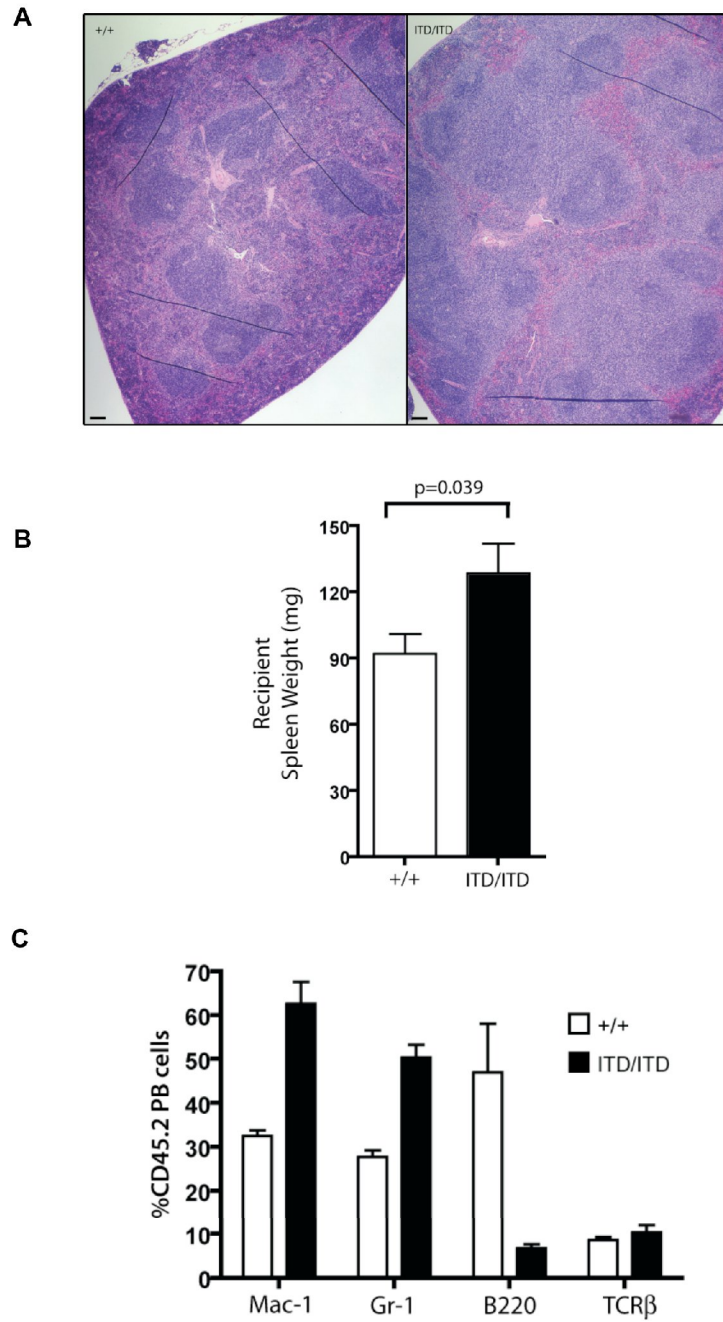 A
+/+
ITD/ITD
B
p=0.039
Recipient
Spleen Weight (mg)
150
120
90
60
30
0
+/+
ITD/ITD
C
%CD45.2 PB cells
70
60
50
40
30
20
10
0
+/+
ITD/ITD
Mac-1
Gr-1
B220
TCRβ